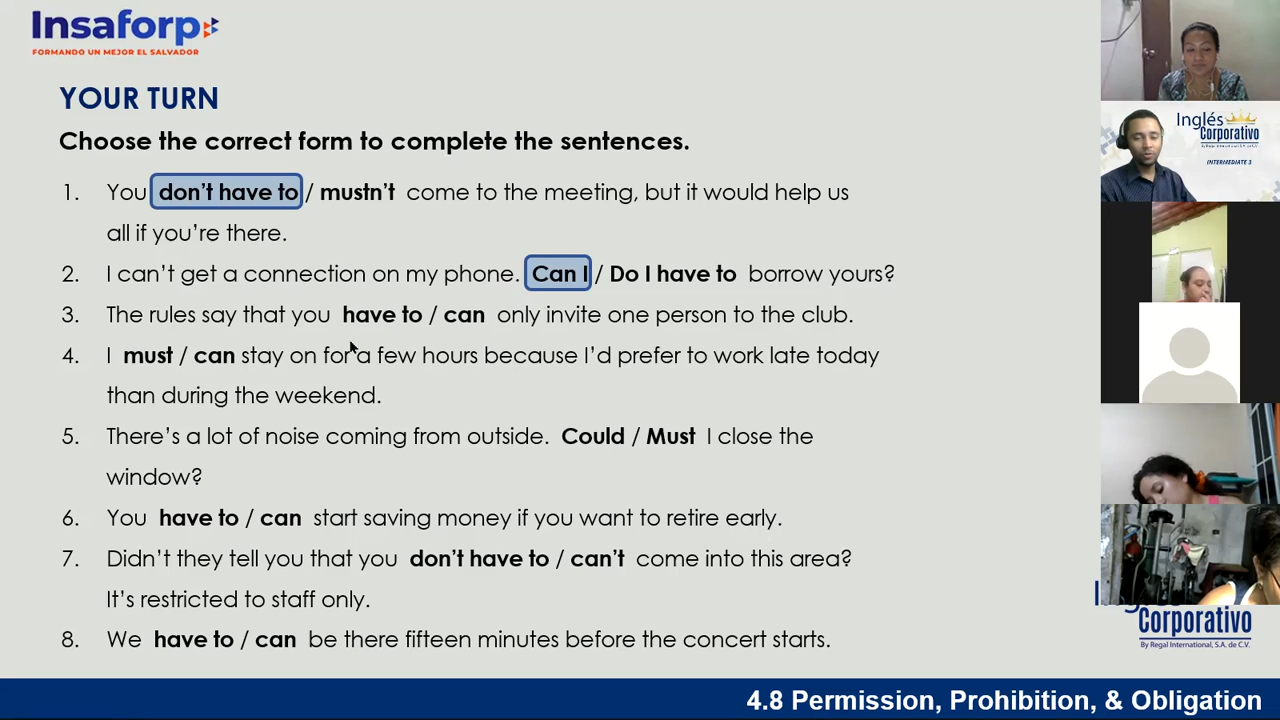 Insaforp
FORMANDO UN MEJOR EL SALVADOR
YOUR TURN
Choose the correct form to complete the sentences.
1. You don't have to / mustn't come to the meeting, but it would help us
all if you're there.
2. I can't get a connection on my phone. Can I / Do I have to borrow yours?
3. The rules say that you have to / can only invite one person to the club.
4. I must / can stay on for a few hours because I'd prefer to work late today
than during the weekend.
5. There's a lot of noise coming from outside. Could / Must I close the
window?
6. You have to / can start saving money if you want to retire early.
7. Didn't they tell you that you don't have to / can't come into this area?
It's restricted to staff only.
8. We have to / can be there fifteen minutes before the concert starts.
Inglés
Corporativo
INTERMEDIATE 3
Corporativo
By Regal International, S.A. de C.V.
4.8 Permission, Prohibition, & Obligation